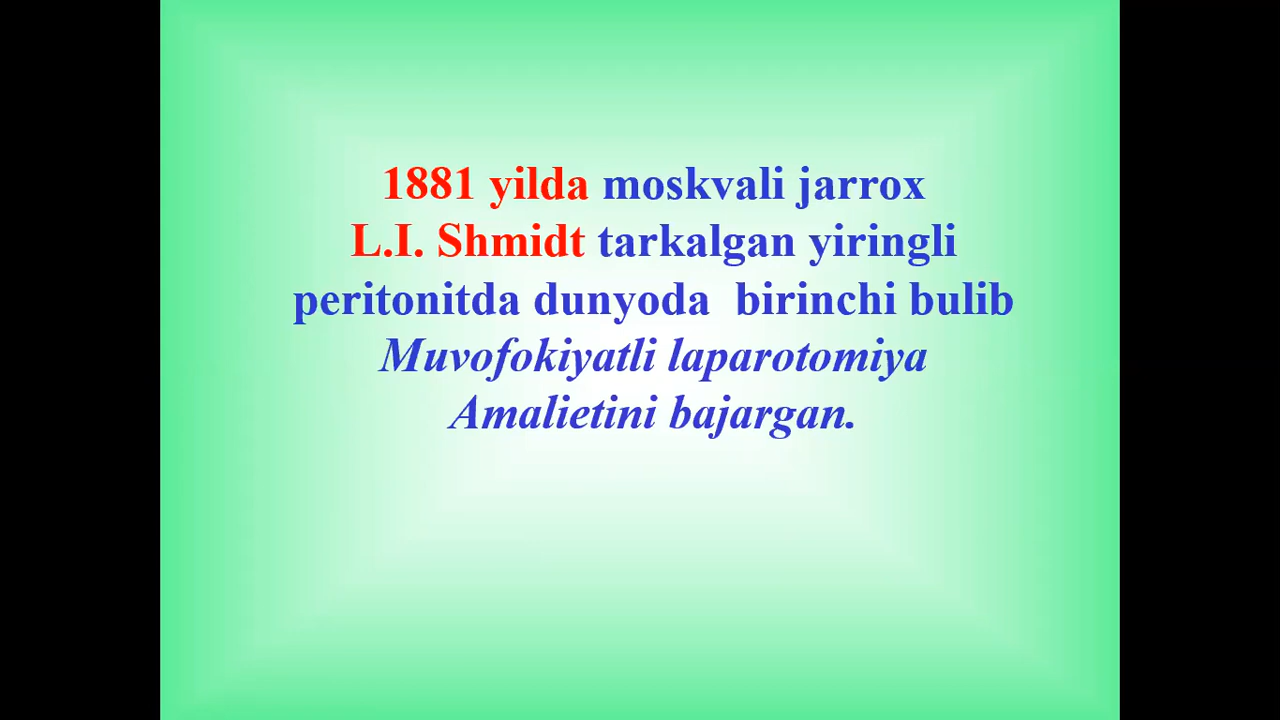 1881 yilda moskvali jarrox
L.I. Shmidt tarkalgan yiringli
peritonitda dunyoda birinchi bulib
Muvofokiyatli laparotomiya
Amalietini bajargan.